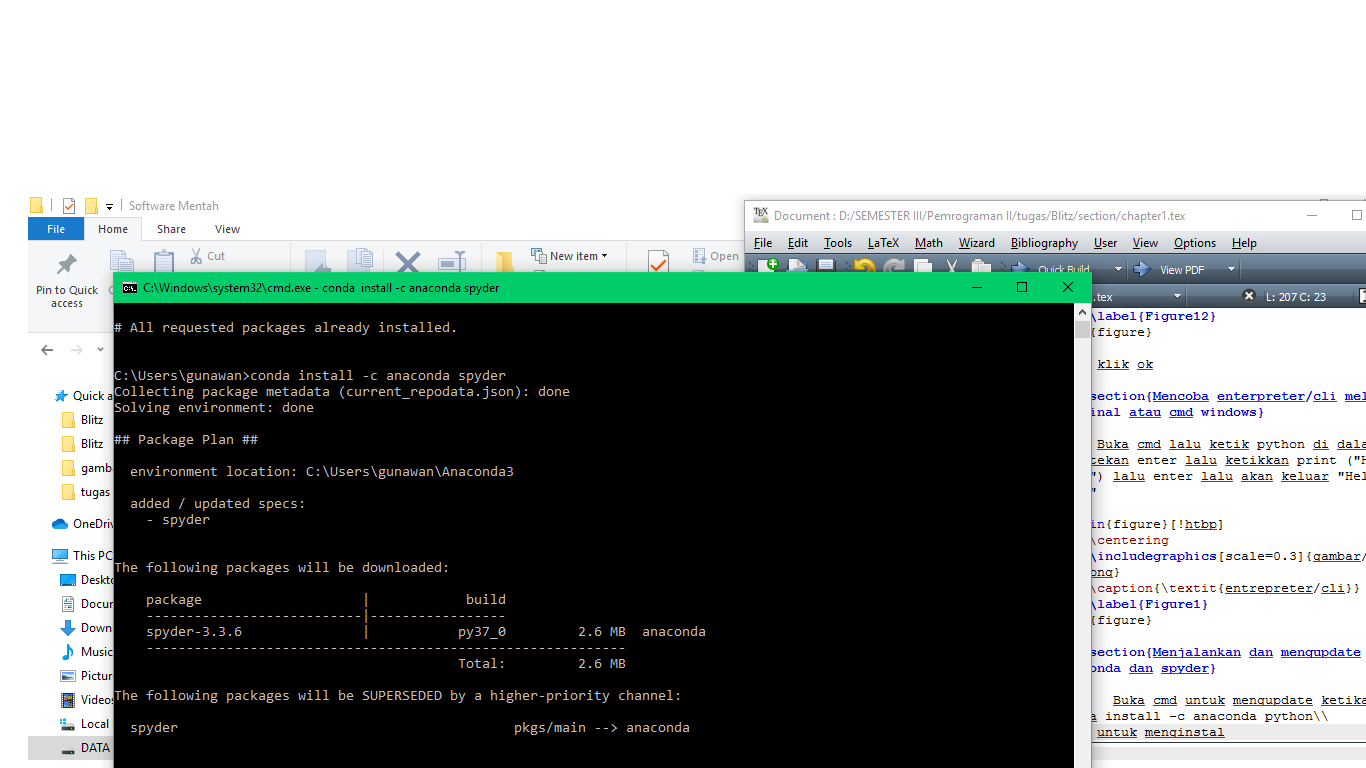 Software Mentah
File
Home
Share
View
Cut
New item
Open
Pin to Quick
access
Quick a
Blitz
Blitz
gamba
tugas
OneDriv
This PC
Deskto
Docum
Downl
Music
Picture
Videos
Local
DATA
C:\Windows\system32\cmd.exe - conda install -c anaconda spyder
# All requested packages already installed.
C:\Users\gunawan>conda install -c anaconda spyder
Collecting package metadata (current_repodata.json): done
Solving environment: done
## Package Plan ##
environment location: C:\Users\gunawan\Anaconda3
added / updated specs:
- spyder
The following packages will be downloaded:
package | build
---------------------------|-----------------
spyder-3.3.6 | py37_0 2.6 MB anaconda
------------------------------------------------------------
Total: 2.6 MB
The following packages will be SUPERSEDED by a higher-priority channel:
spyder pkgs/main --> anaconda
Document : D:/SEMESTER III/Pemrograman II/tugas/Blitz/section/chapter1.tex
File Edit Tools LaTeX Math Wizard Bibliography User View Options Help
Quick Build
View PDF
.tex
L: 207 C: 23
\label{Figure12}
{figure}
klik ok
section{Mencoba enterpreter/cli mel
inal atau cmd windows}
Buka cmd lalu ketik python di dala
tekan enter lalu ketikkan print ("H
") lalu enter lalu akan keluar "Hel
"
in{figure}[!htbp]
\centering
\includegraphics[scale=0.3]{gambar/
ong}
\caption{\textit{entrepreter/cli}}
\label{Figure1}
{figure}
section{Menjalankan dan mengupdate
onda dan spyder}
Buka cmd untuk mengupdate ketika
a install -c anaconda python\\
untuk menginstal